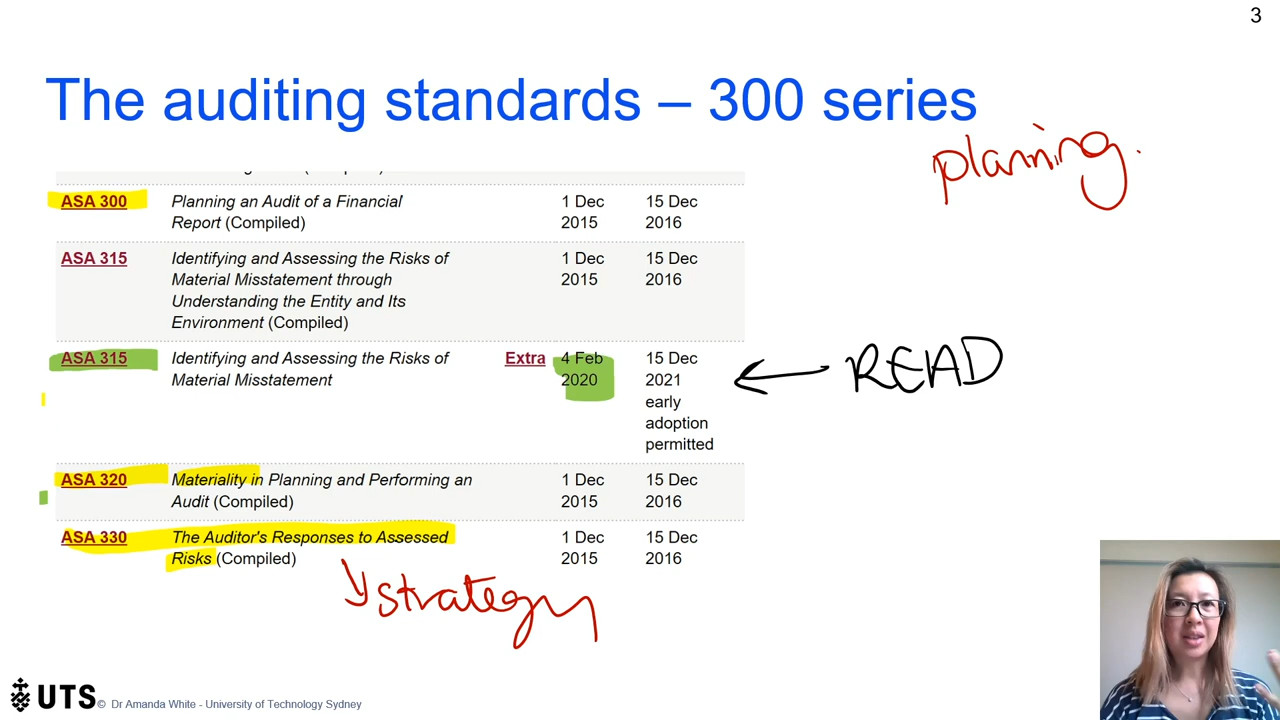 3
The auditing standards – 300 series
planning.
ASA 300 Planning an Audit of a Financial 1 Dec 15 Dec
Report (Compiled) 2015 2016
ASA 315 Identifying and Assessing the Risks of 1 Dec 15 Dec
Material Misstatement through 2015 2016
Understanding the Entity and Its
Environment (Compiled)
ASA 315 Identifying and Assessing the Risks of Extra 4 Feb 15 Dec
Material Misstatement 2020 2021
early
adoption
permitted
READ
ASA 320 Materiality in Planning and Performing an 1 Dec 15 Dec
Audit (Compiled) 2015 2016
ASA 330 The Auditor's Responses to Assessed 1 Dec 15 Dec
Risks (Compiled) 2015 2016
strategy
UTS © Dr Amanda White - University of Technology Sydney